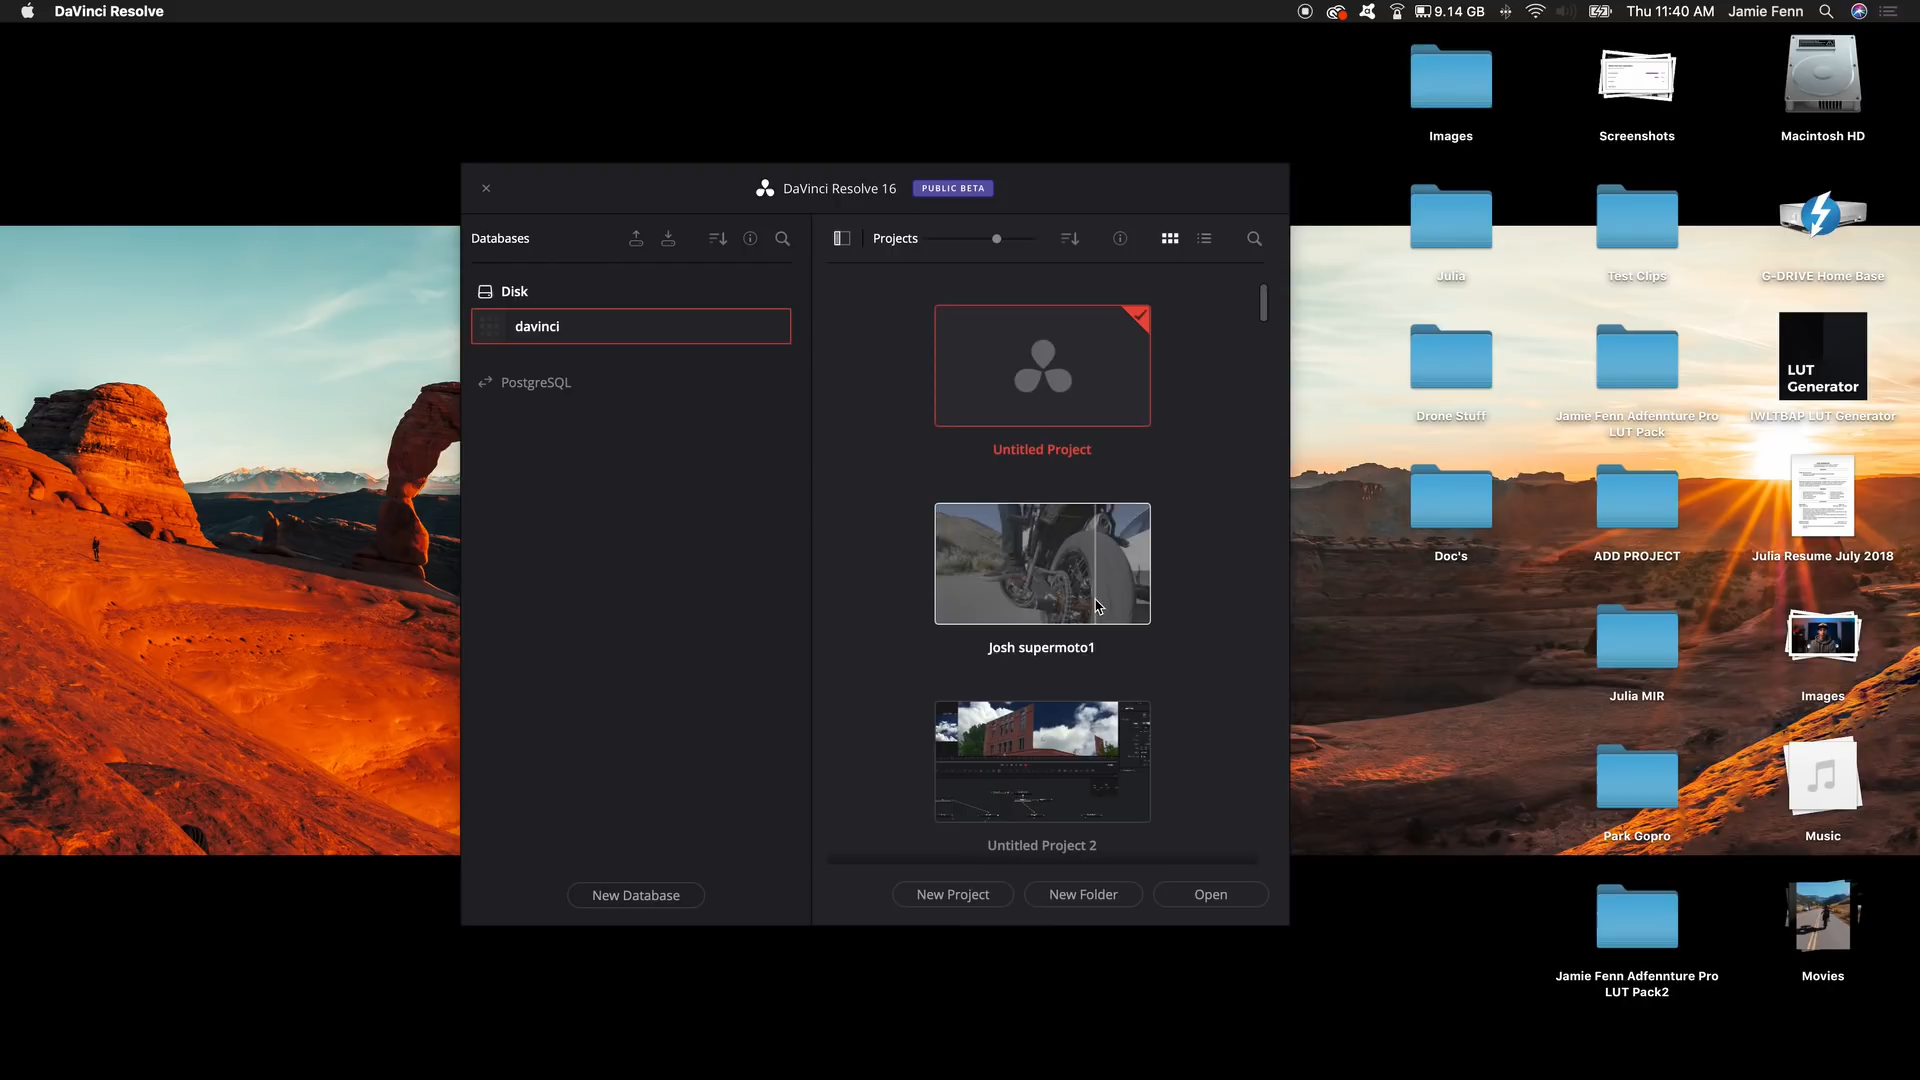 DaVinci Resolve
9.14 GB
Thu 11:40 AM
Jamie Fenn
Images
Screenshots
Macintosh HD
DaVinci Resolve 16
PUBLIC BETA
Databases
Projects
Disk
davinci
PostgreSQL
Untitled Project
Josh supermoto1
Untitled Project 2
New Database
New Project
New Folder
Open
Julia
Test Clips
G-DRIVE Home Base
LUT
Generator
Drone Stuff
Jamie Fenn Adfennture Pro
LUT Pack
IWLTBAP LUT Generator
Doc's
ADD PROJECT
Julia Resume July 2018
Julia MIR
Images
Park Gopro
Music
Jamie Fenn Adfennture Pro
LUT Pack2
Movies